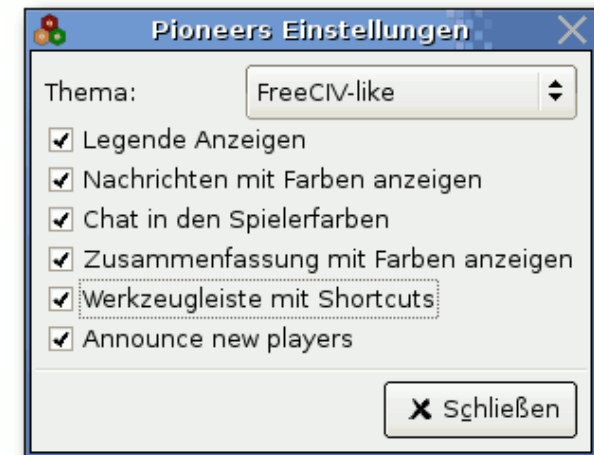 Pioneers Einstellungen
Thema: FreeCIV-like
Legende Anzeigen
Nachrichten mit Farben anzeigen
Chat in den Spielerfarben
Zusammenfassung mit Farben anzeigen
Werkzeugleiste mit Shortcuts
Announce new players
Schließen